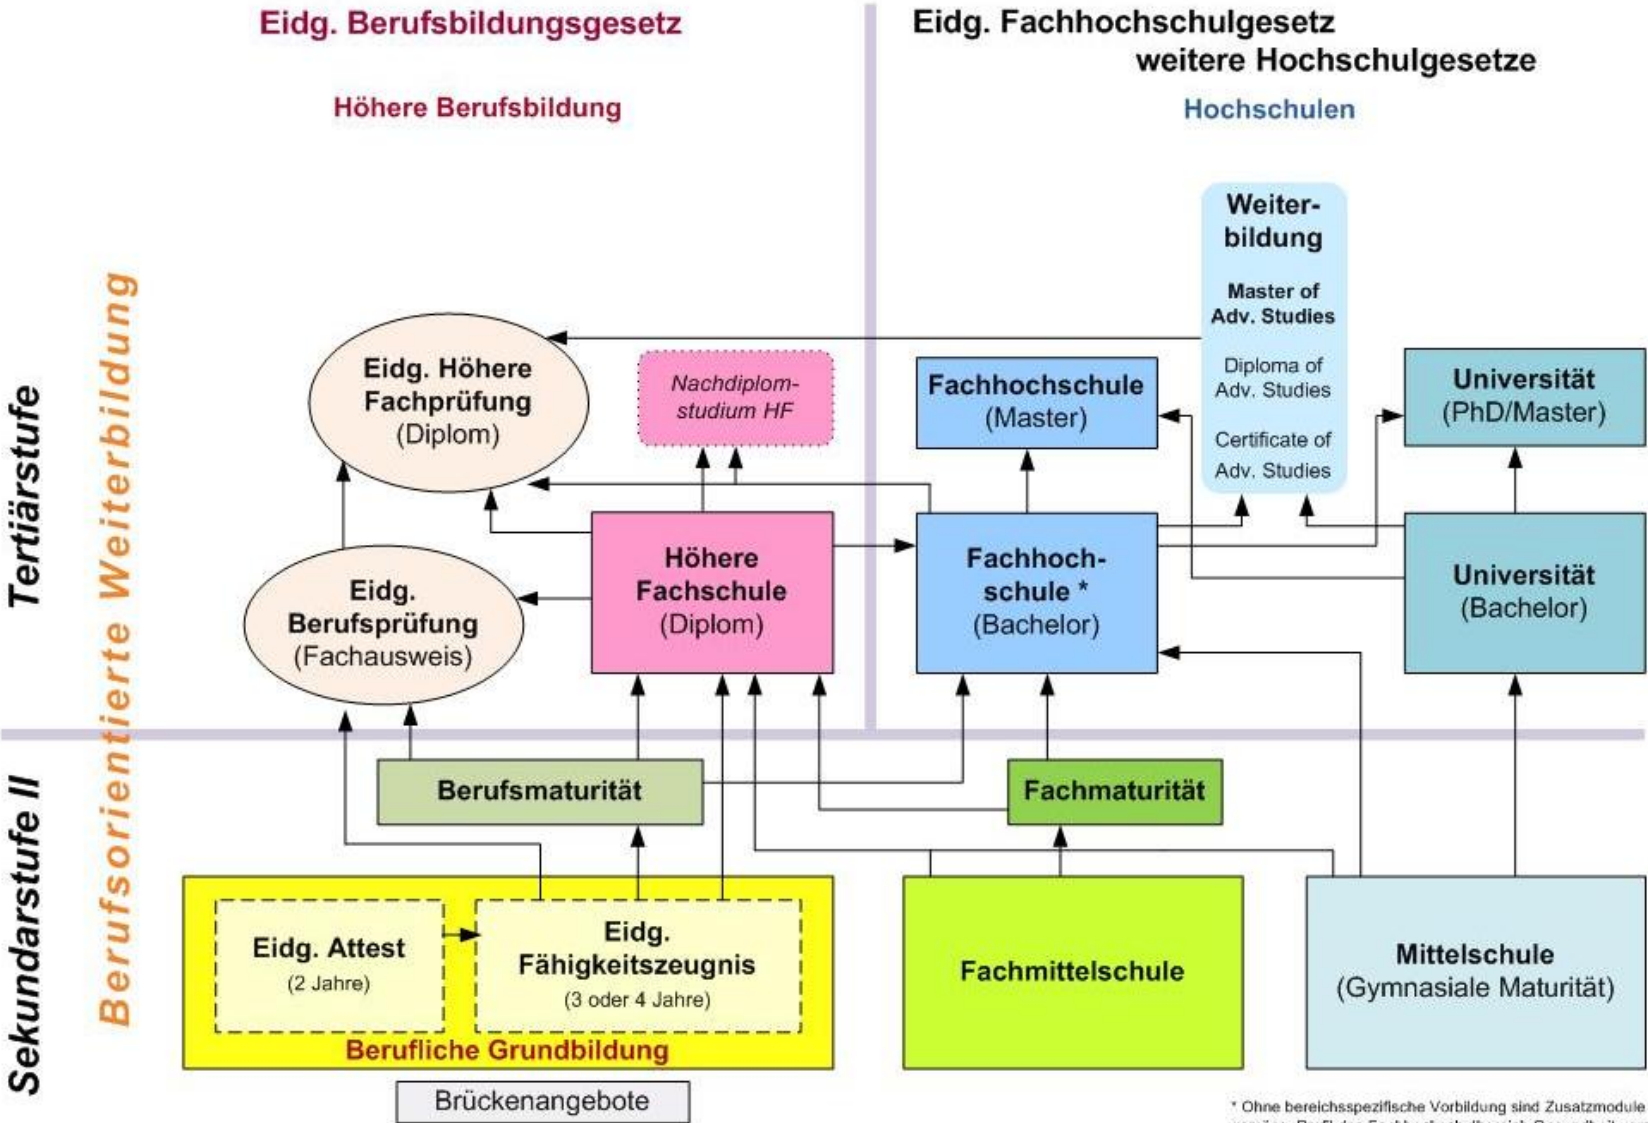 Eidg. Berufsbildungsgesetz
Höhere Berufsbildung
Eidg. Fachhochschulgesetz
weitere Hochschulgesetze
Hochschulen
Tertiärstufe
Sekundarstufe II
Berufsorientierte Weiterbildung
Weiter-
bildung
Master of
Adv. Studies
Diploma of
Adv. Studies
Certificate of
Adv. Studies
Eidg. Höhere
Fachprüfung
(Diplom)
Nachdiplom-
studium HF
Fachhochschule
(Master)
Universität
(PhD/Master)
Eidg.
Berufsprüfung
(Fachausweis)
Höhere
Fachschule
(Diplom)
Fachhoch-
schule *
(Bachelor)
Universität
(Bachelor)
Berufsmaturität
Fachmaturität
Eidg. Attest
(2 Jahre)
Eidg.
Fähigkeitszeugnis
(3 oder 4 Jahre)
Berufliche Grundbildung
Fachmittelschule
Mittelschule
(Gymnasiale Maturität)
Brückenangebote
* Ohne bereichsspezifische Vorbildung sind Zusatzmodule